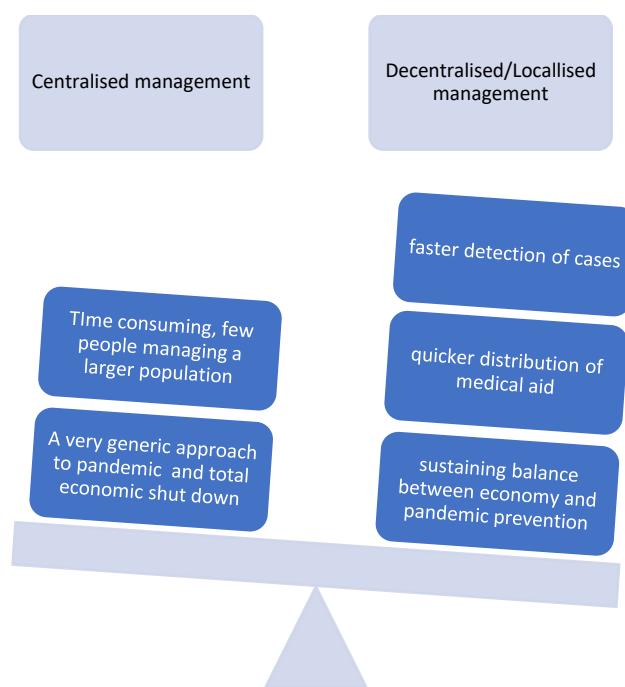 Centralised management
Decentralised/Locallised
management
faster detection of cases
TIme consuming, few
people managing a
larger population
quicker distribution of
medical aid
A very generic approach
to pandemic and total
economic shut down
sustaining balance
between economy and
pandemic prevention